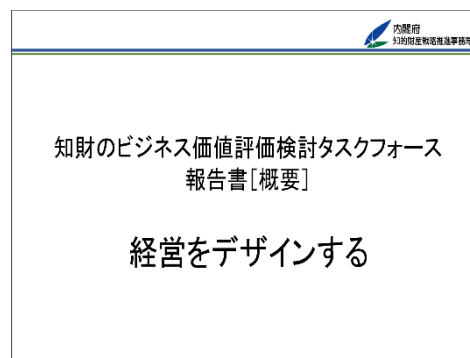 内閣府
知的財産戦略推進事務局
知財のビジネス価値評価検討タスクフォース
報告書[概要]
経営をデザインする